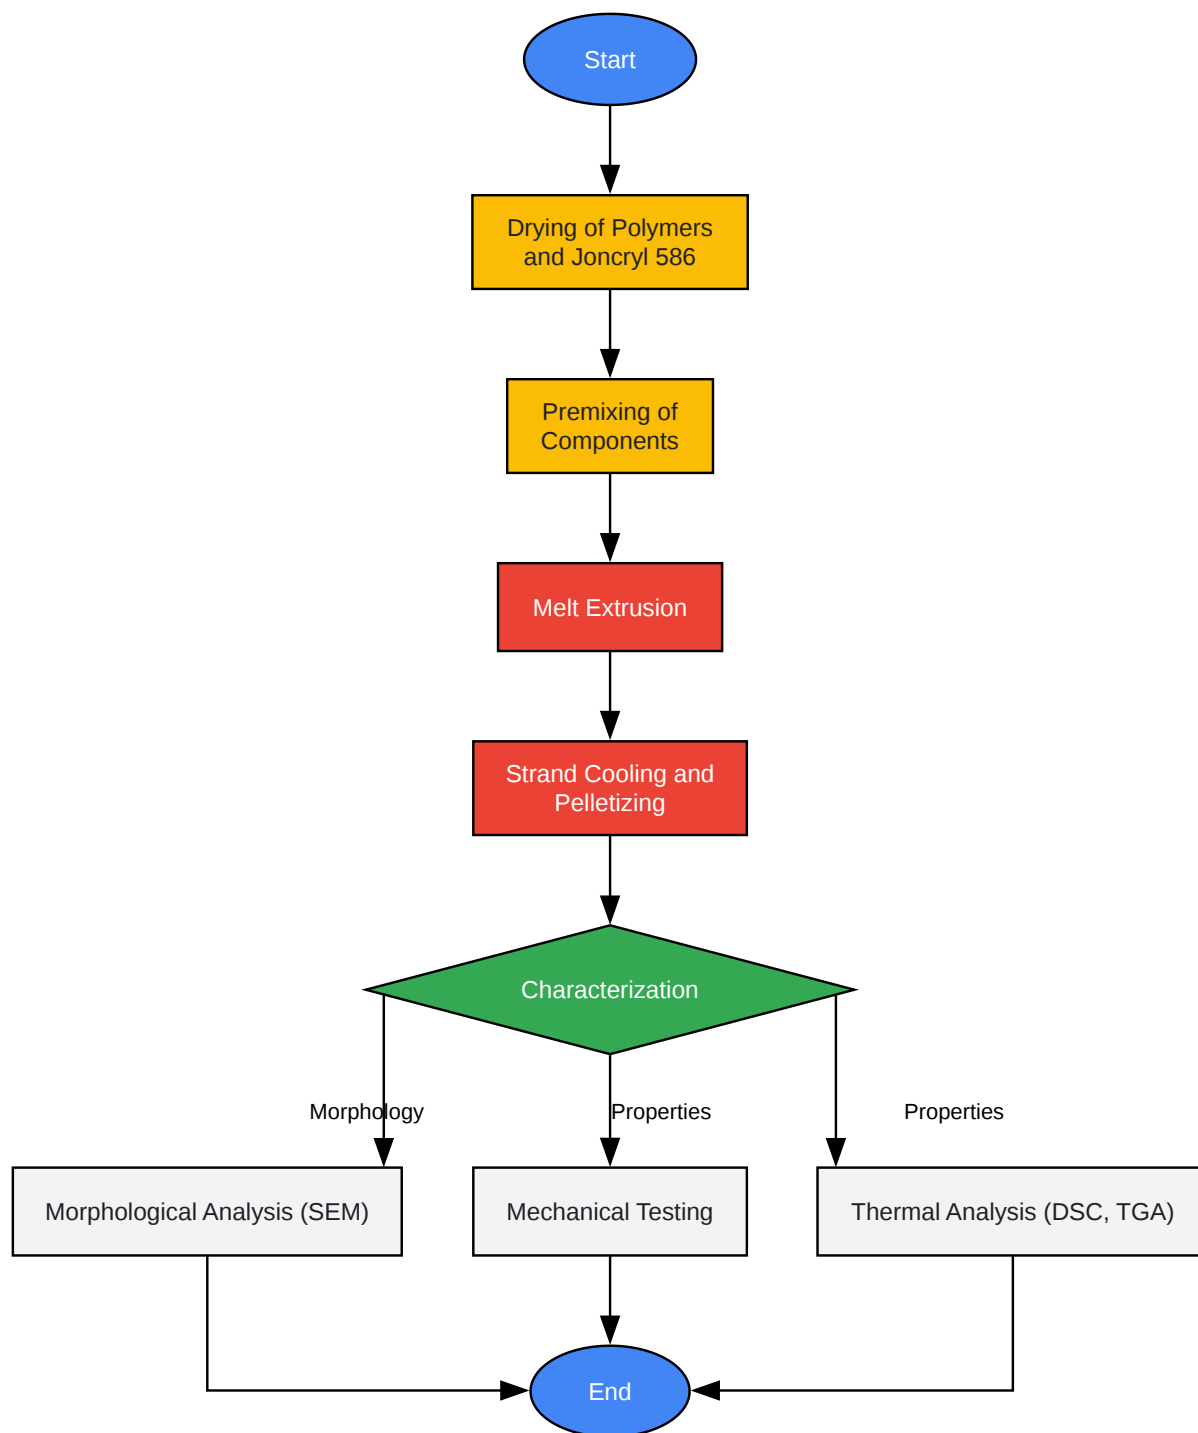 Start
Drying of Polymers
and Joncryl 586
Premixing of
Components
Melt Extrusion
Strand Cooling and
Pelletizing
Characterization
Morphology
Properties
Properties
Morphological Analysis (SEM)
Mechanical Testing
Thermal Analysis (DSC, TGA)
End